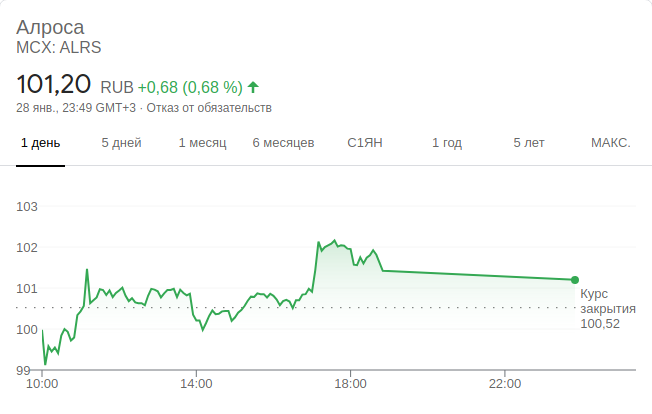 Алроса
MCX: ALRS
101,20 RUB +0,68 (0,68 %)
28 янв., 23:49 GMT+3 · Отказ от обязательств
1 день 5 дней 1 месяц 6 месяцев С1ЯН 1 год 5 лет МАКС.
103
102
101
100
99
Курс
закрытия
100,52
10:00 14:00 18:00 22:00